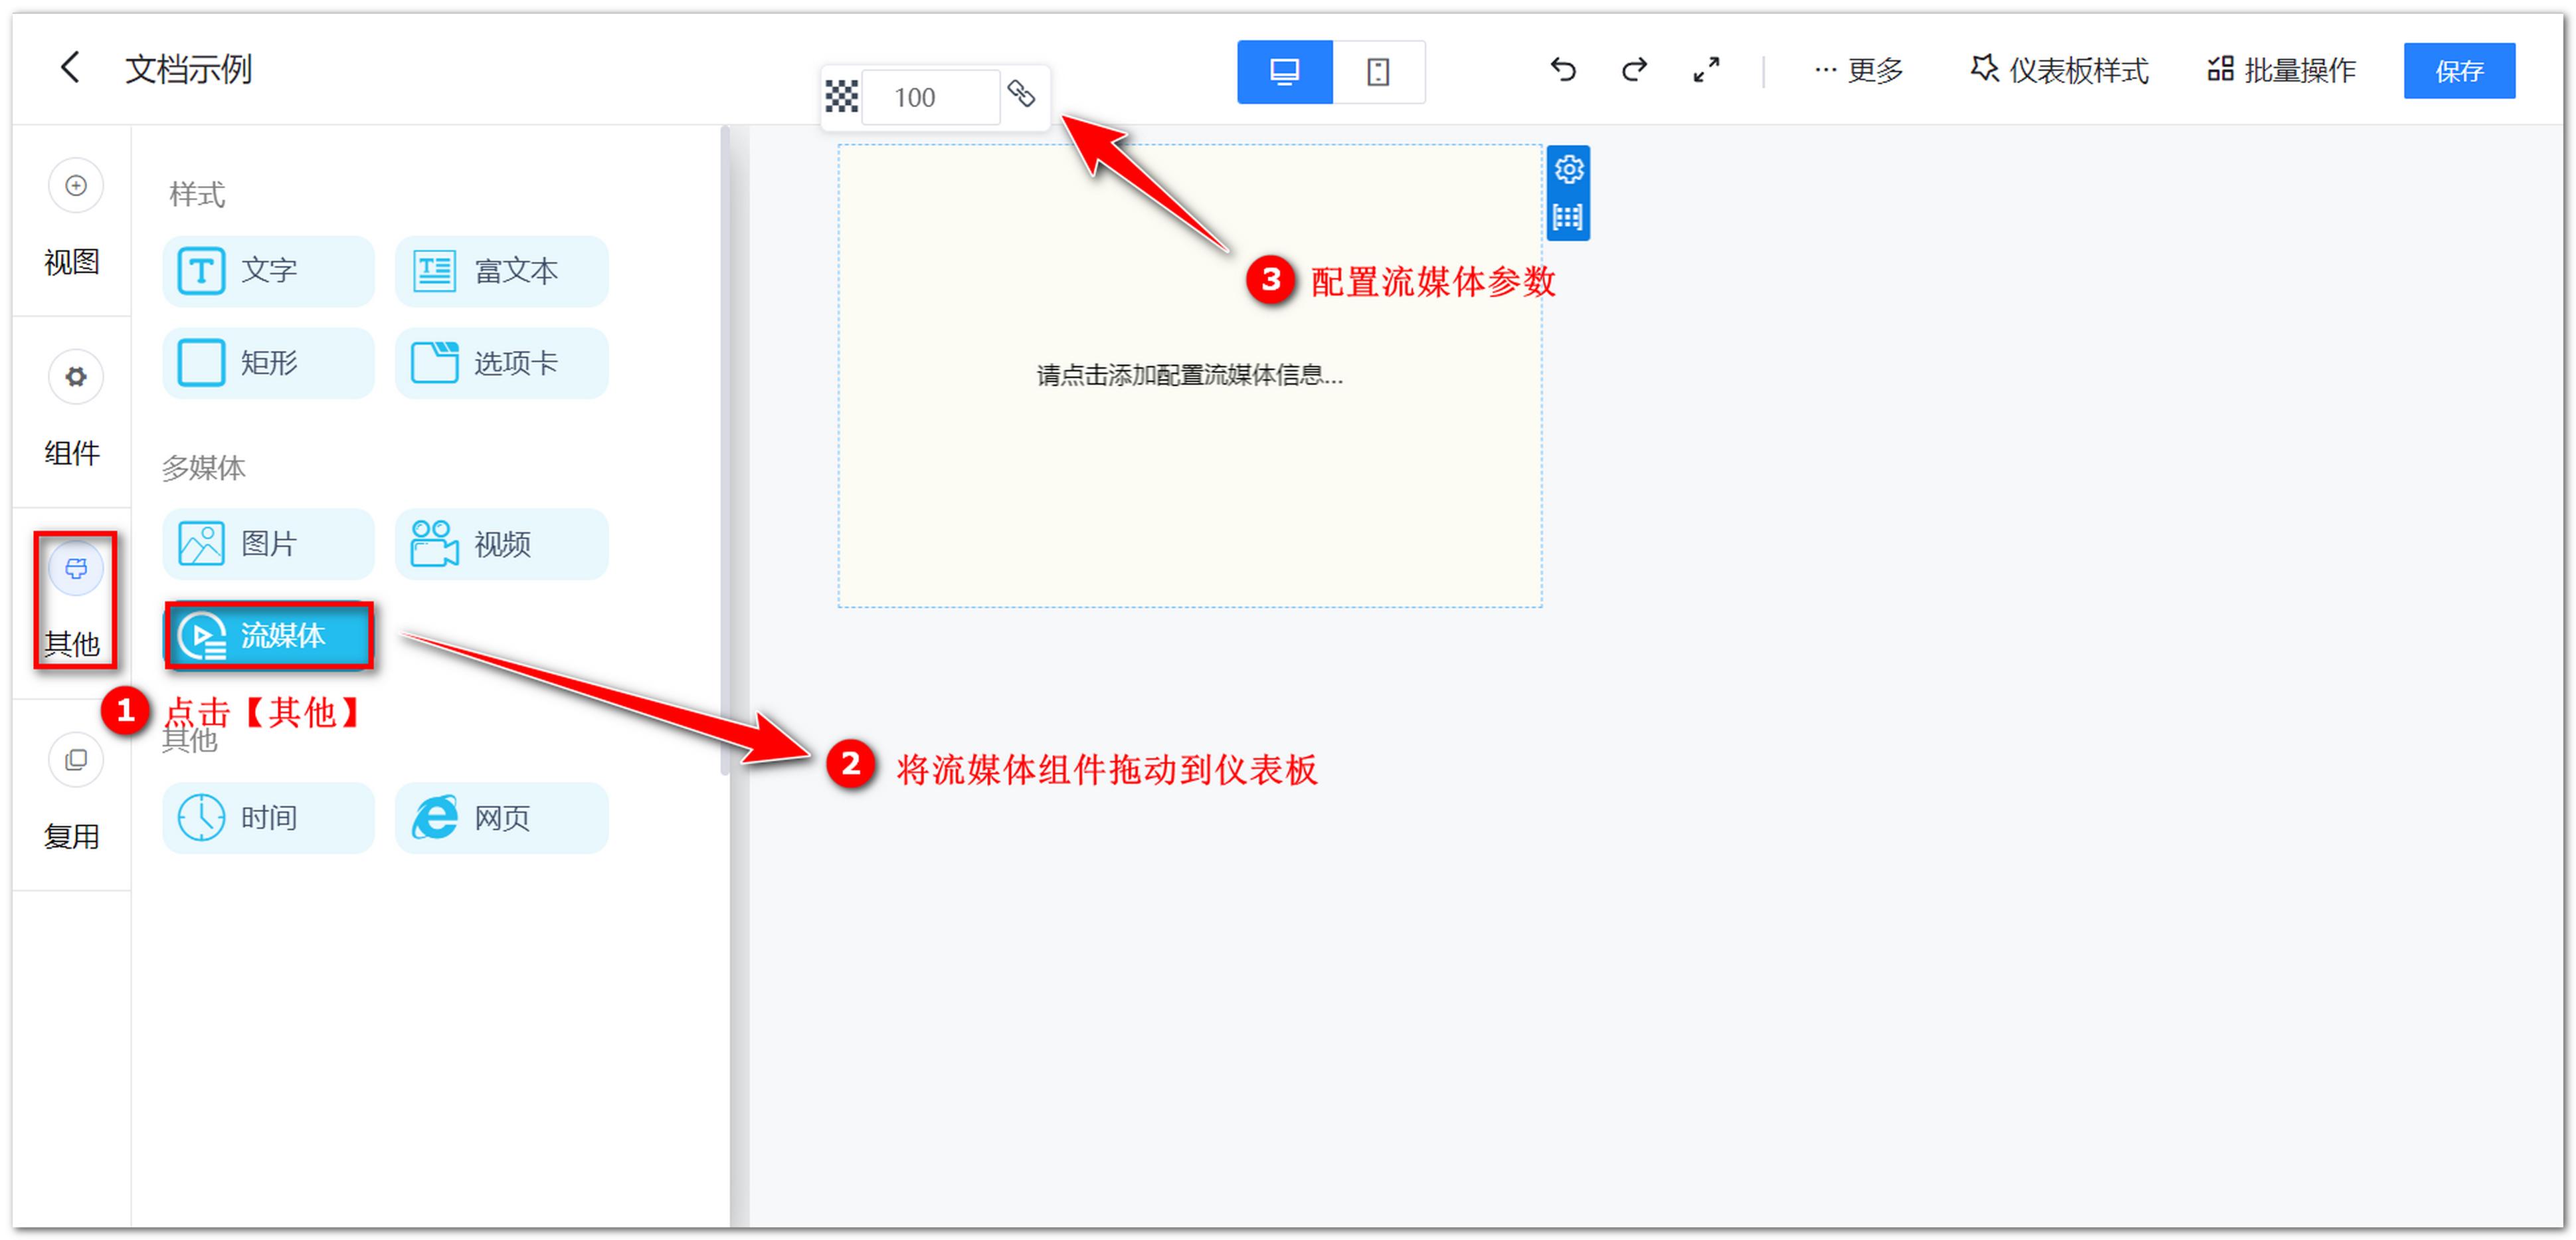 文档示例
100
更多
仪表板样式
批量操作
保存
视图
组件
其他
复用
样式
文字
富文本
矩形
选项卡
多媒体
图片
视频
流媒体
1 点击【其他】
其他
时间
网页
请点击添加配置流媒体信息...
3 配置流媒体参数
2 将流媒体组件拖动到仪表板